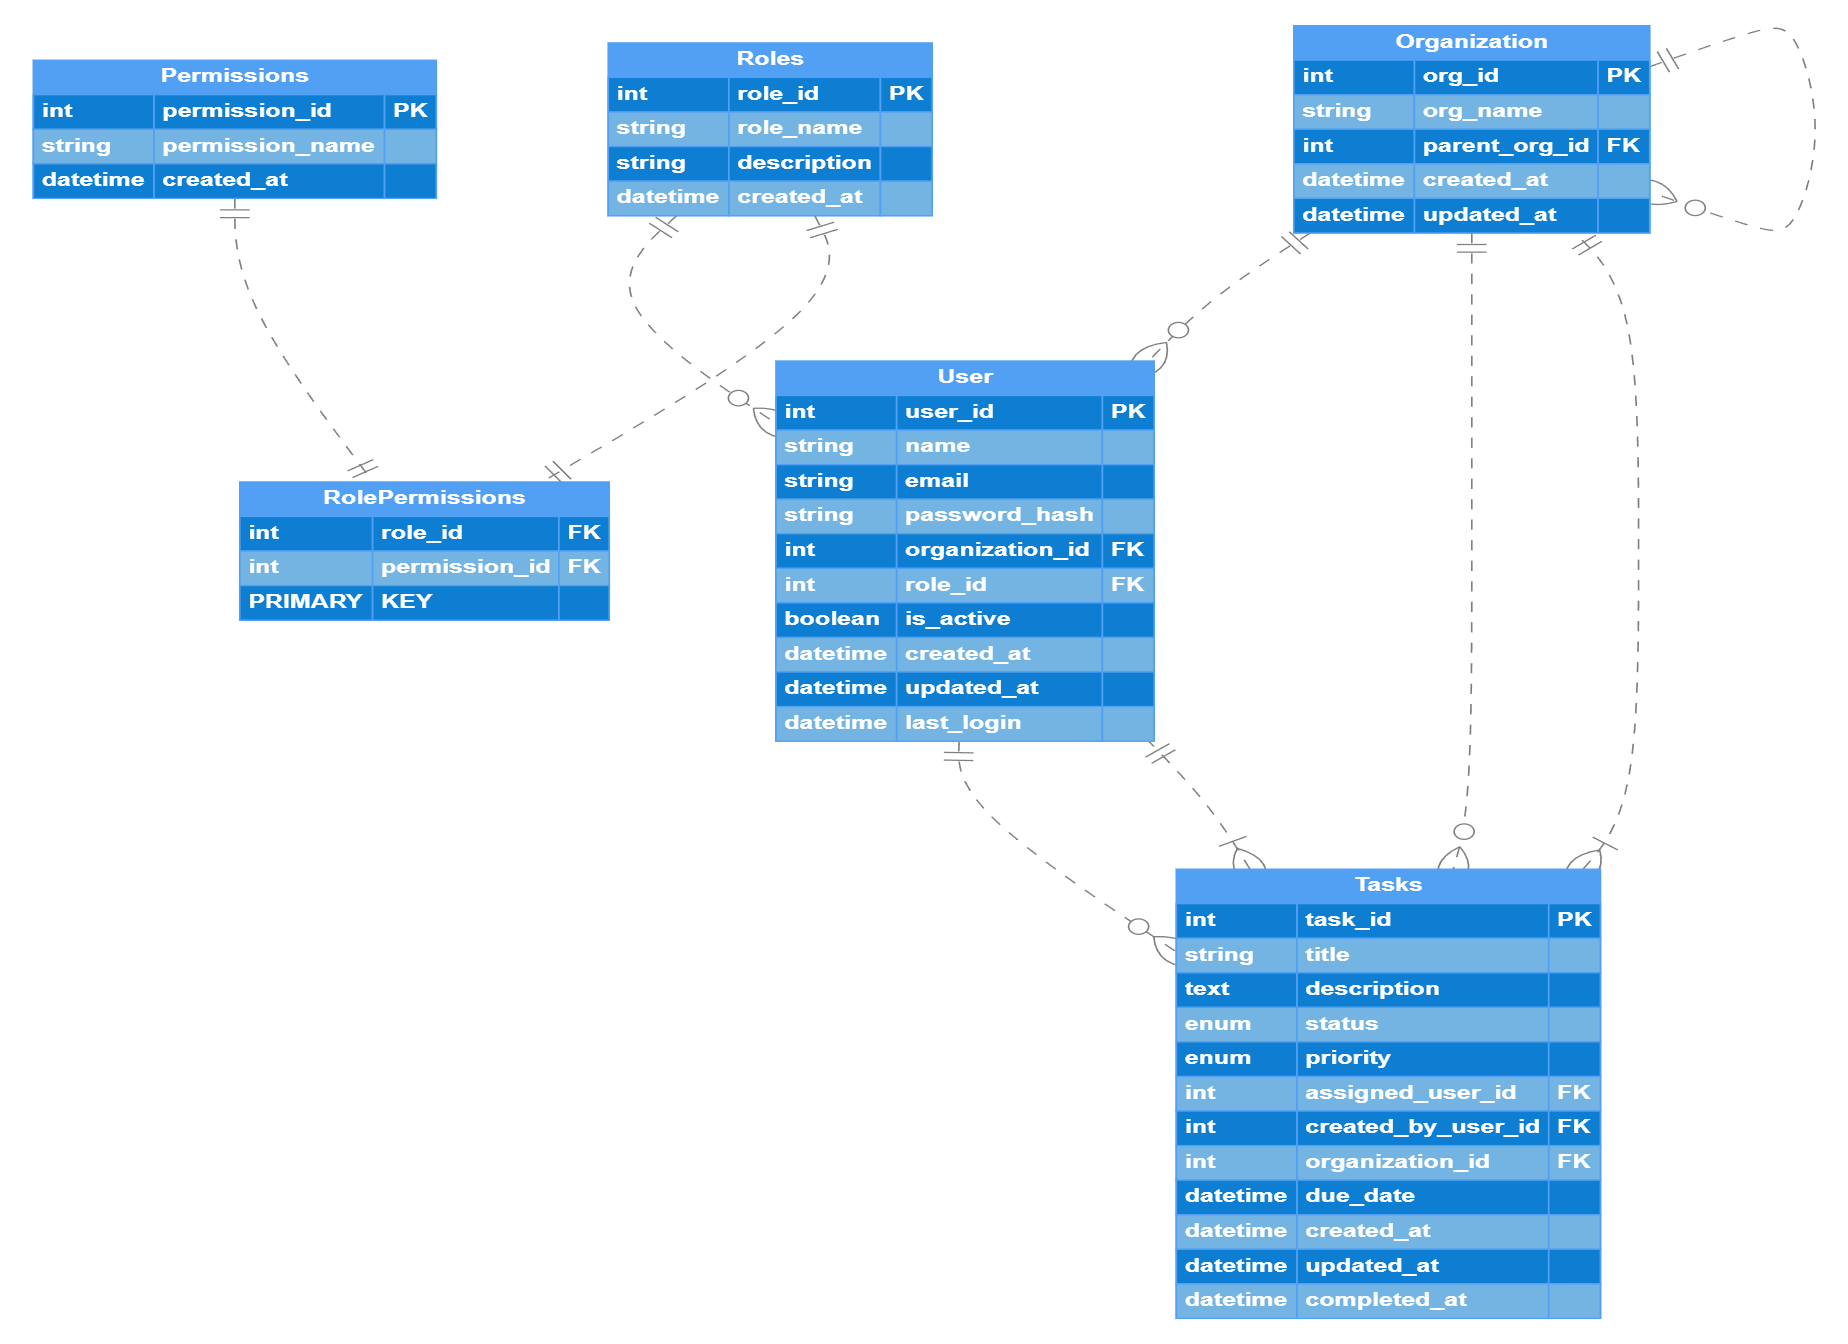 Permissions
int permission_id PK
string permission_name
datetime created_at
Roles
int role_id PK
string role_name
string description
datetime created_at
Organization
int org_id PK
string org_name
int parent_org_id FK
datetime created_at
datetime updated_at
User
int user_id PK
string name
string email
string password_hash
int organization_id FK
int role_id FK
boolean is_active
datetime created_at
datetime updated_at
datetime last_login
RolePermissions
int role_id FK
int permission_id FK
PRIMARY KEY
Tasks
int task_id PK
string title
text description
enum status
enum priority
int assigned_user_id FK
int created_by_user_id FK
int organization_id FK
datetime due_date
datetime created_at
datetime updated_at
datetime completed_at